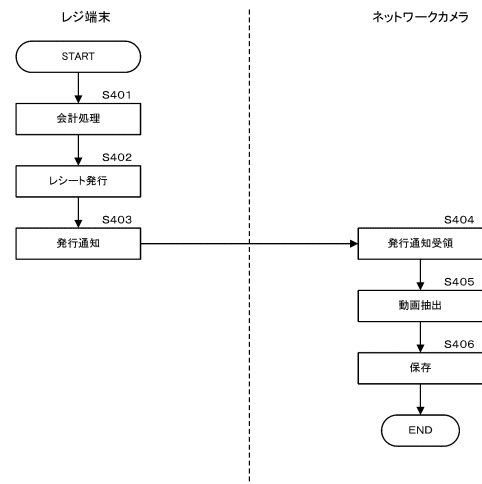 レジ端末
ネットワークカメラ
START
S401
会計処理
S402
レシート発行
S403
発行通知
S404
発行通知受領
S405
動画抽出
S406
保存
END